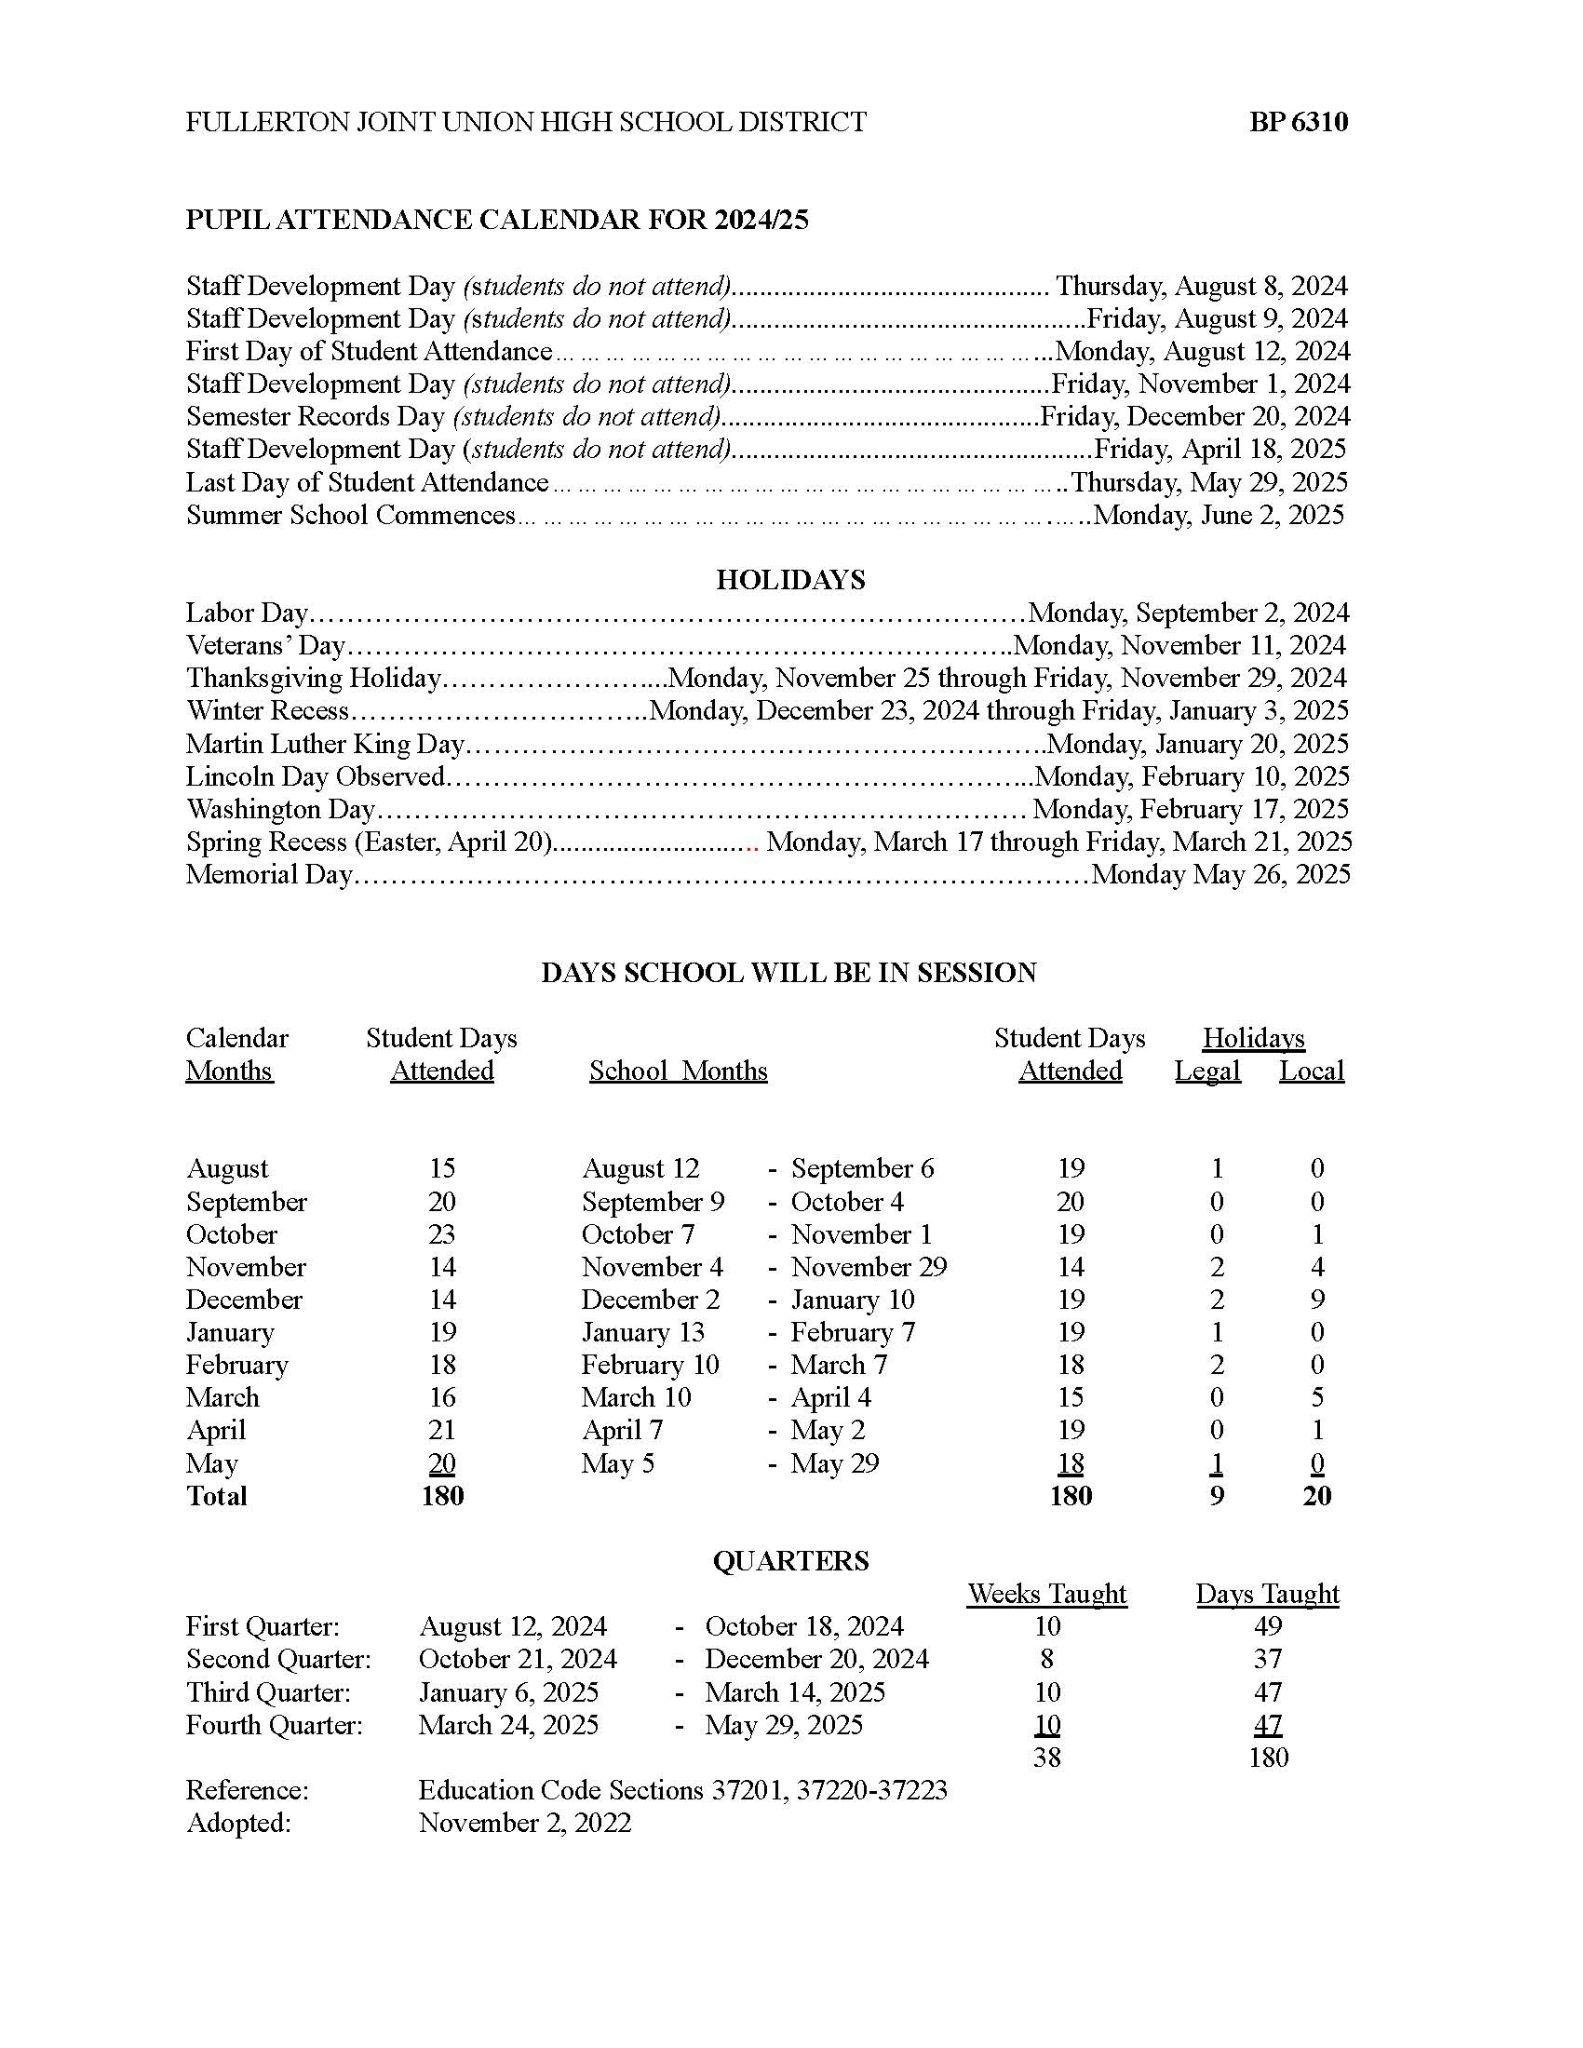 FULLERTON JOINT UNION HIGH SCHOOL DISTRICT BP 6310
PUPIL ATTENDANCE CALENDAR FOR 2024/25
Staff Development Day (students do not attend)............................................. Thursday, August 8, 2024
Staff Development Day (students do not attend)..................................................Friday, August 9, 2024
First Day of Student Attendance… … … … … … … … … … … … … … … … … … … …Monday, August 12, 2024
Staff Development Day (students do not attend).............................................Friday, November 1, 2024
Semester Records Day (students do not attend).............................................Friday, December 20, 2024
Staff Development Day (students do not attend)...................................................Friday, April 18, 2025
Last Day of Student Attendance… … … … … … … … … … … … … … … … … … … … ..Thursday, May 29, 2025
Summer School Commences… … … … … … … … … … … … … … … … … … … … … .…..Monday, June 2, 2025
HOLIDAYS
Labor Day…………………………………………………………………Monday, September 2, 2024
Veterans’ Day……………………………………………………………..Monday, November 11, 2024
Thanksgiving Holiday…………………....Monday, November 25 through Friday, November 29, 2024
Winter Recess…………………………..Monday, December 23, 2024 through Friday, January 3, 2025
Martin Luther King Day…………………………………………………….Monday, January 20, 2025
Lincoln Day Observed……………………………………………………...Monday, February 10, 2025
Washington Day…………………………………………………………… Monday, February 17, 2025
Spring Recess (Easter, April 20)............................. Monday, March 17 through Friday, March 21, 2025
Memorial Day……………………………………………………………………Monday May 26, 2025
DAYS SCHOOL WILL BE IN SESSION
Calendar Student Days Student Days Holidays
Months Attended School Months Attended Legal Local
August 15 August 12 - September 6 19 1 0
September 20 September 9 - October 4 20 0 0
October 23 October 7 - November 1 19 0 1
November 14 November 4 - November 29 14 2 4
December 14 December 2 - January 10 19 2 9
January 19 January 13 - February 7 19 1 0
February 18 February 10 - March 7 18 2 0
March 16 March 10 - April 4 15 0 5
April 21 April 7 - May 2 19 0 1
May 20 May 5 - May 29 18 1 0
Total 180 180 9 20
QUARTERS
Weeks Taught Days Taught
First Quarter: August 12, 2024 - October 18, 2024 10 49
Second Quarter: October 21, 2024 - December 20, 2024 8 37
Third Quarter: January 6, 2025 - March 14, 2025 10 47
Fourth Quarter: March 24, 2025 - May 29, 2025 10 47
38 180
Reference: Education Code Sections 37201, 37220-37223
Adopted: November 2, 2022